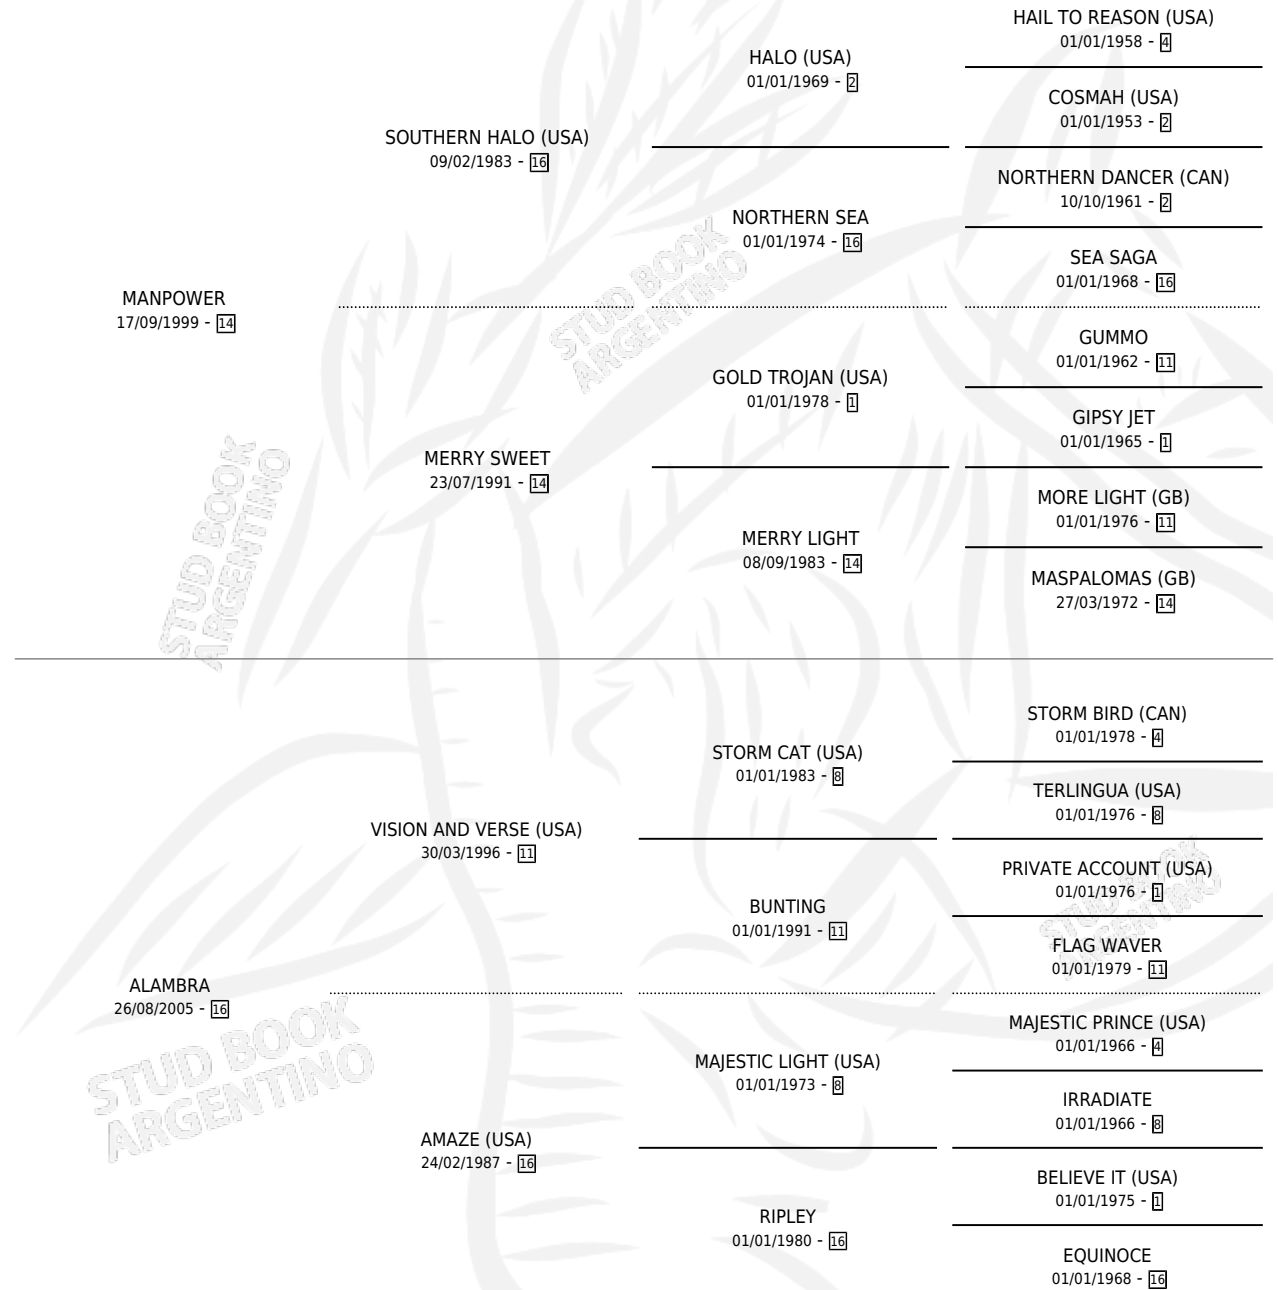 HAIL TO REASON (USA)
01/01/1958 - 4
HALO (USA)
01/01/1969 - 2
COSMAH (USA)
01/01/1953 - 2
SOUTHERN HALO (USA)
09/02/1983 - 16
NORTHERN DANCER (CAN)
10/10/1961 - 2
NORTHERN SEA
01/01/1974 - 16
SEA SAGA
01/01/1968 - 16
MANPOWER
17/09/1999 - 14
GUMMO
01/01/1962 - 11
GOLD TROJAN (USA)
01/01/1978 - 1
GIPSY JET
01/01/1965 - 1
MERRY SWEET
23/07/1991 - 14
MORE LIGHT (GB)
01/01/1976 - 11
MERRY LIGHT
08/09/1983 - 14
MASPALOMAS (GB)
27/03/1972 - 14
STORM BIRD (CAN)
01/01/1978 - 4
STORM CAT (USA)
01/01/1983 - 8
TERLINGUA (USA)
01/01/1976 - 8
VISION AND VERSE (USA)
30/03/1996 - 11
PRIVATE ACCOUNT (USA)
01/01/1976 - 1
BUNTING
01/01/1991 - 11
FLAG WAVER
01/01/1979 - 11
ALAMBRA
26/08/2005 - 16
MAJESTIC PRINCE (USA)
01/01/1966 - 4
MAJESTIC LIGHT (USA)
01/01/1973 - 8
IRRADIATE
01/01/1966 - 8
AMAZE (USA)
24/02/1987 - 16
BELIEVE IT (USA)
01/01/1975 - 1
RIPLEY
01/01/1980 - 16
EQUINOCE
01/01/1968 - 16
STUD BOOK
ARGENTINO
STUD BOOK
ARGENTINO
STUD BOOK
ARGENTINO
STUD BOOK
ARGENTINO